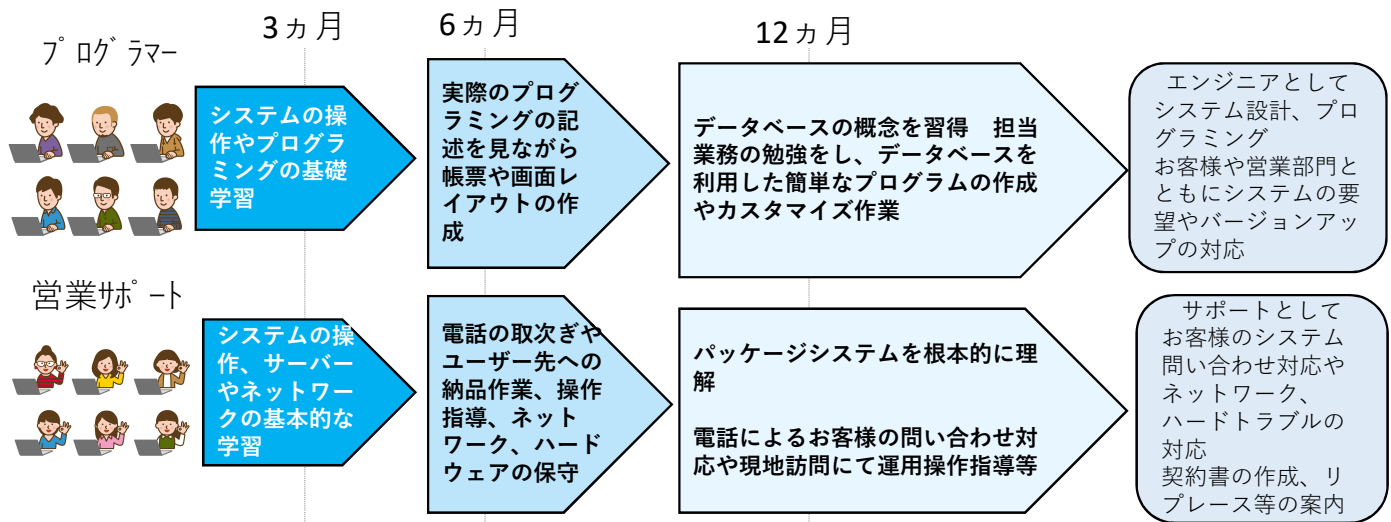 3ヵ月
6ヵ月
12ヵ月
プログラマー
システムの操
作やプログラ
ミングの基礎
学習
実際のプログ
ラミングの記
述を見ながら
帳票や画面レ
イアウトの作
成
データベースの概念を習得　担当
業務の勉強をし、データベースを
利用した簡単なプログラムの作成
やカスタマイズ作業
エンジニアとして
システム設計、プロ
グラミング
お客様や営業部門と
ともにシステムの要
望やバージョンアッ
プの対応
営業サポート
システムの操
作、サーバー
やネットワー
クの基本的な
学習
電話の取次ぎや
ユーザー先への
納品作業、操作
指導、ネット
ワーク、ハード
ウェアの保守
パッケージシステムを根本的に理
解
電話によるお客様の問い合わせ対
応や現地訪問にて運用操作指導等
サポートとして
お客様のシステム
問い合わせ対応や
ネットワーク、
ハードトラブルの
対応
契約書の作成、リ
プレース等の案内